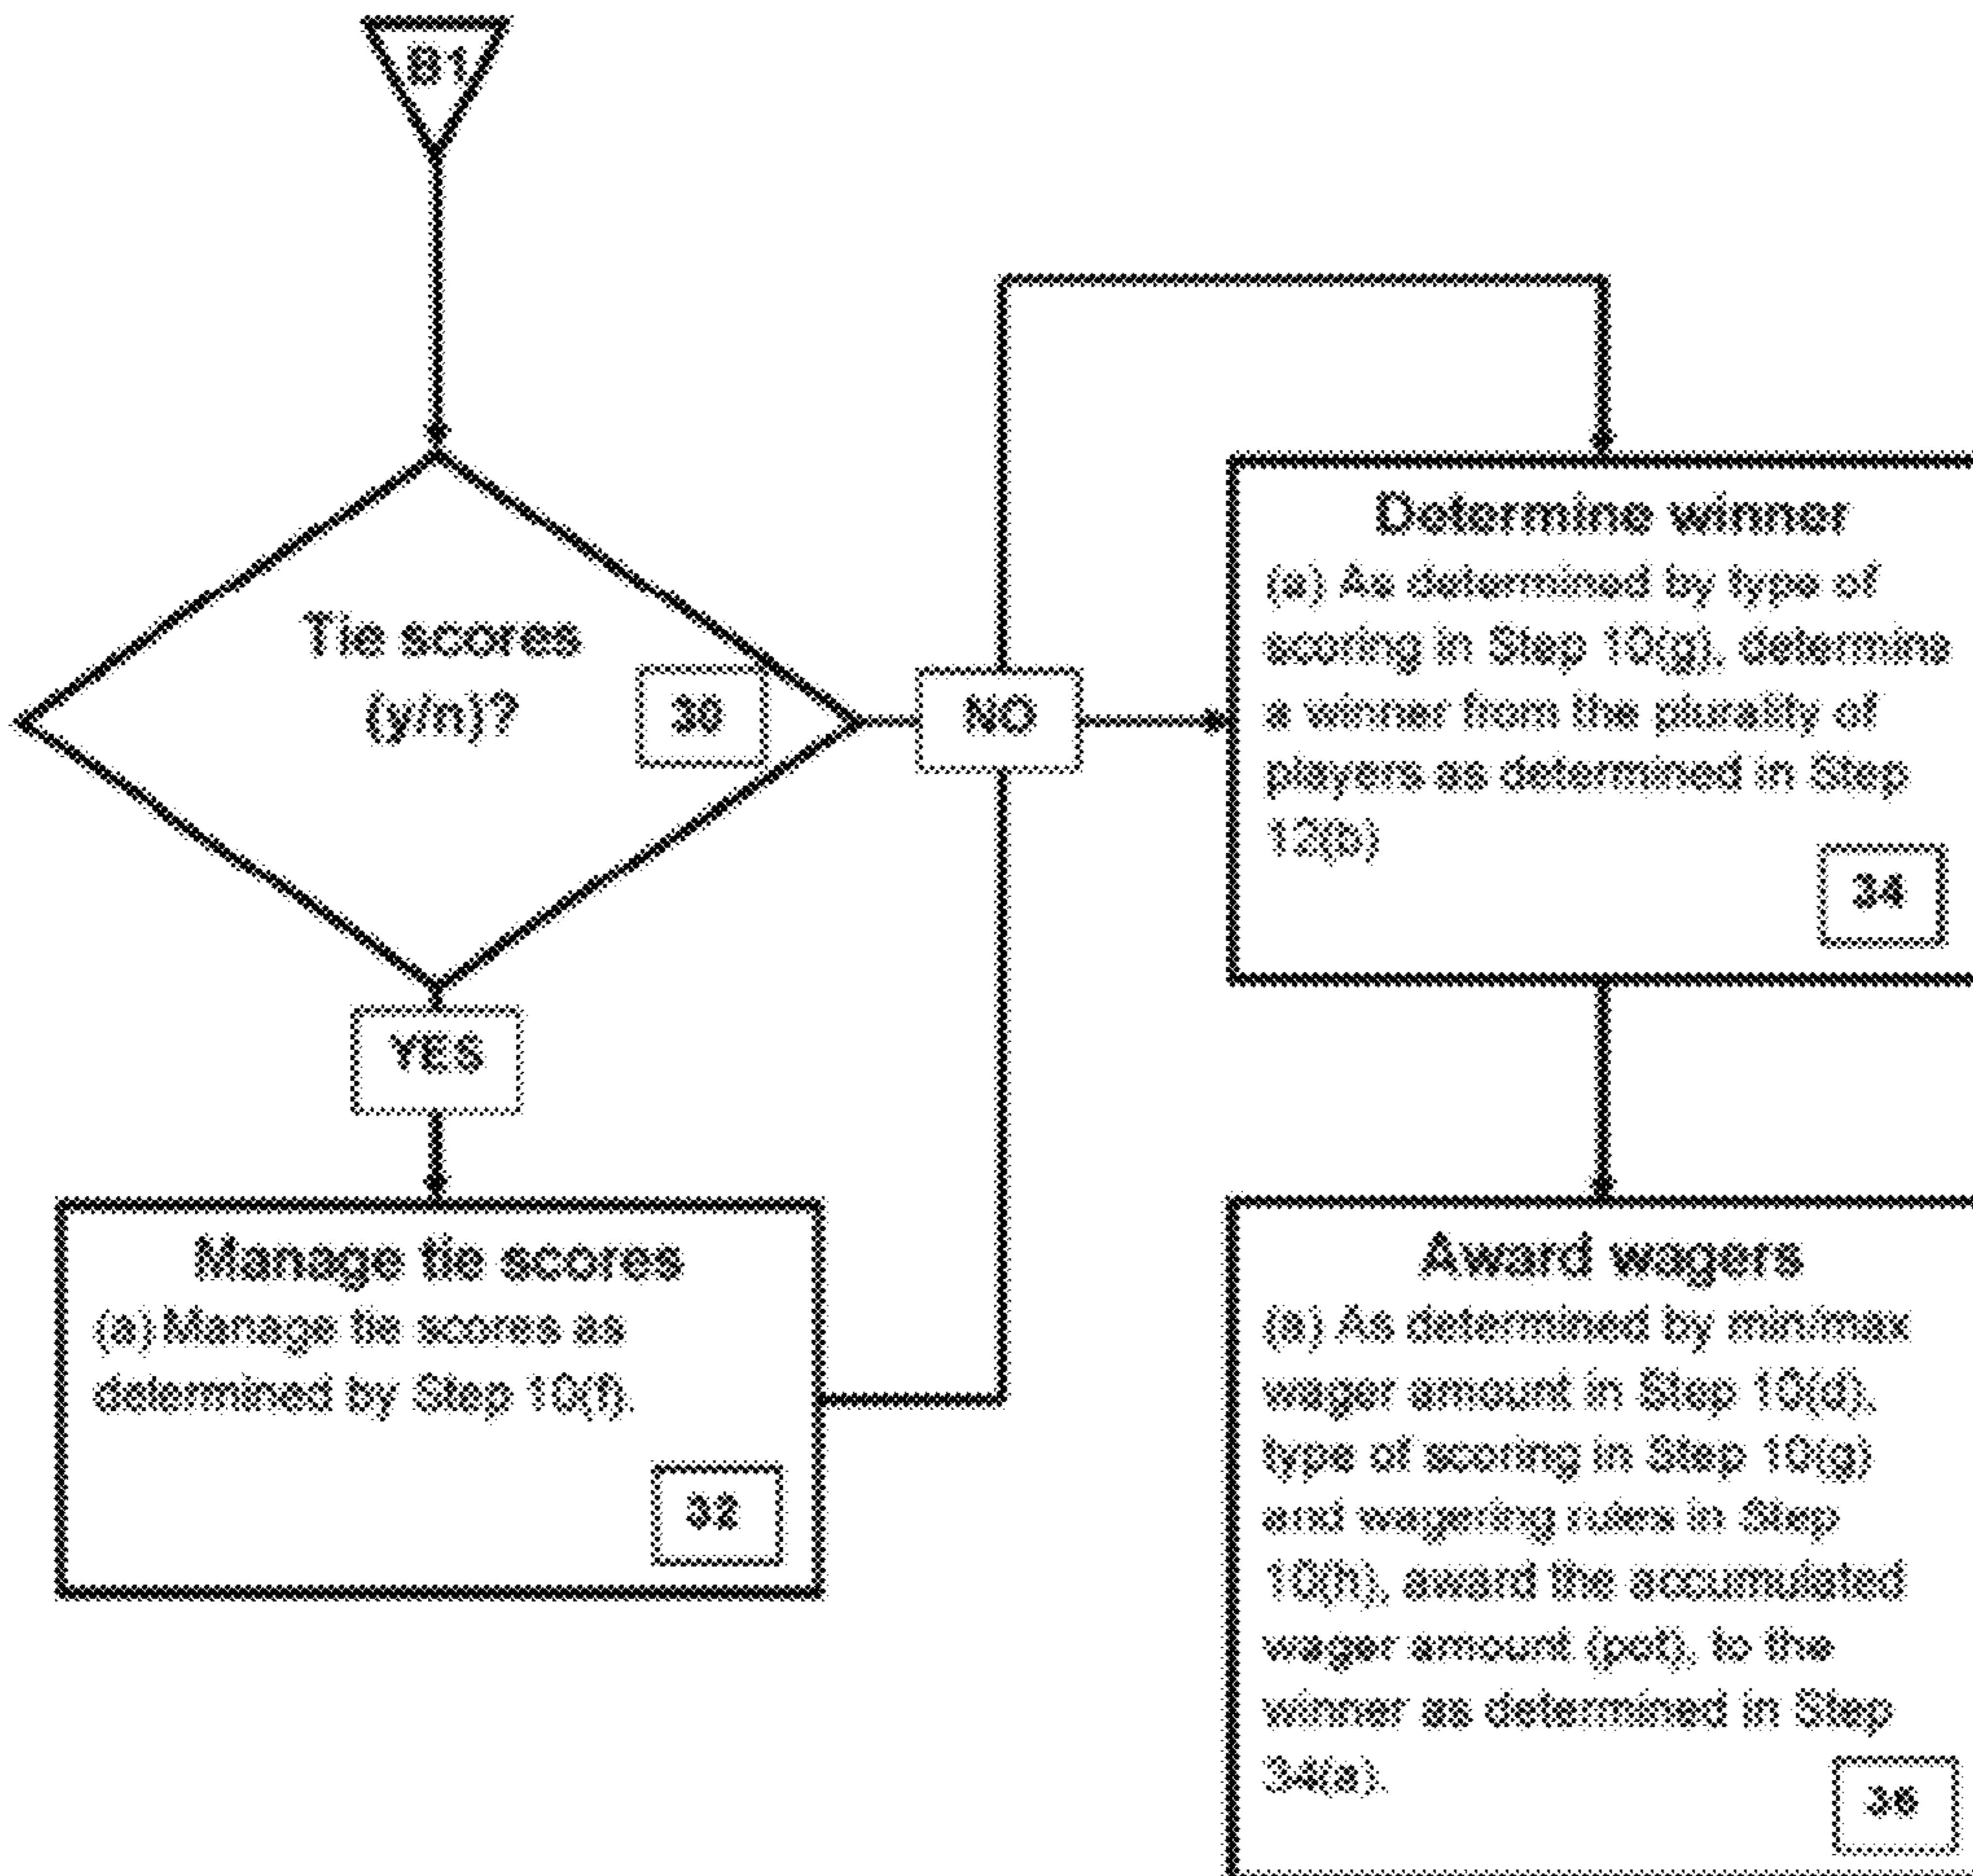 B1
Tie scores
(y/n)?
30
NO
YES
Manage tie scores
(a) Manage tie scores as
determined by Step 10(f).
32
Determine winner
(a) As determined by type of
scoring in Step 10(g), determine
a winner from the plurality of
players as determined in Step
12(b)
34
Award wagers
(a) As determined by min/max
wager amount in Step 10(d),
type of scoring in Step 10(g)
and wagering rules in Step
10(h), award the accumulated
wager amount (pot), to the
winner as determined in Step
34(a).
36